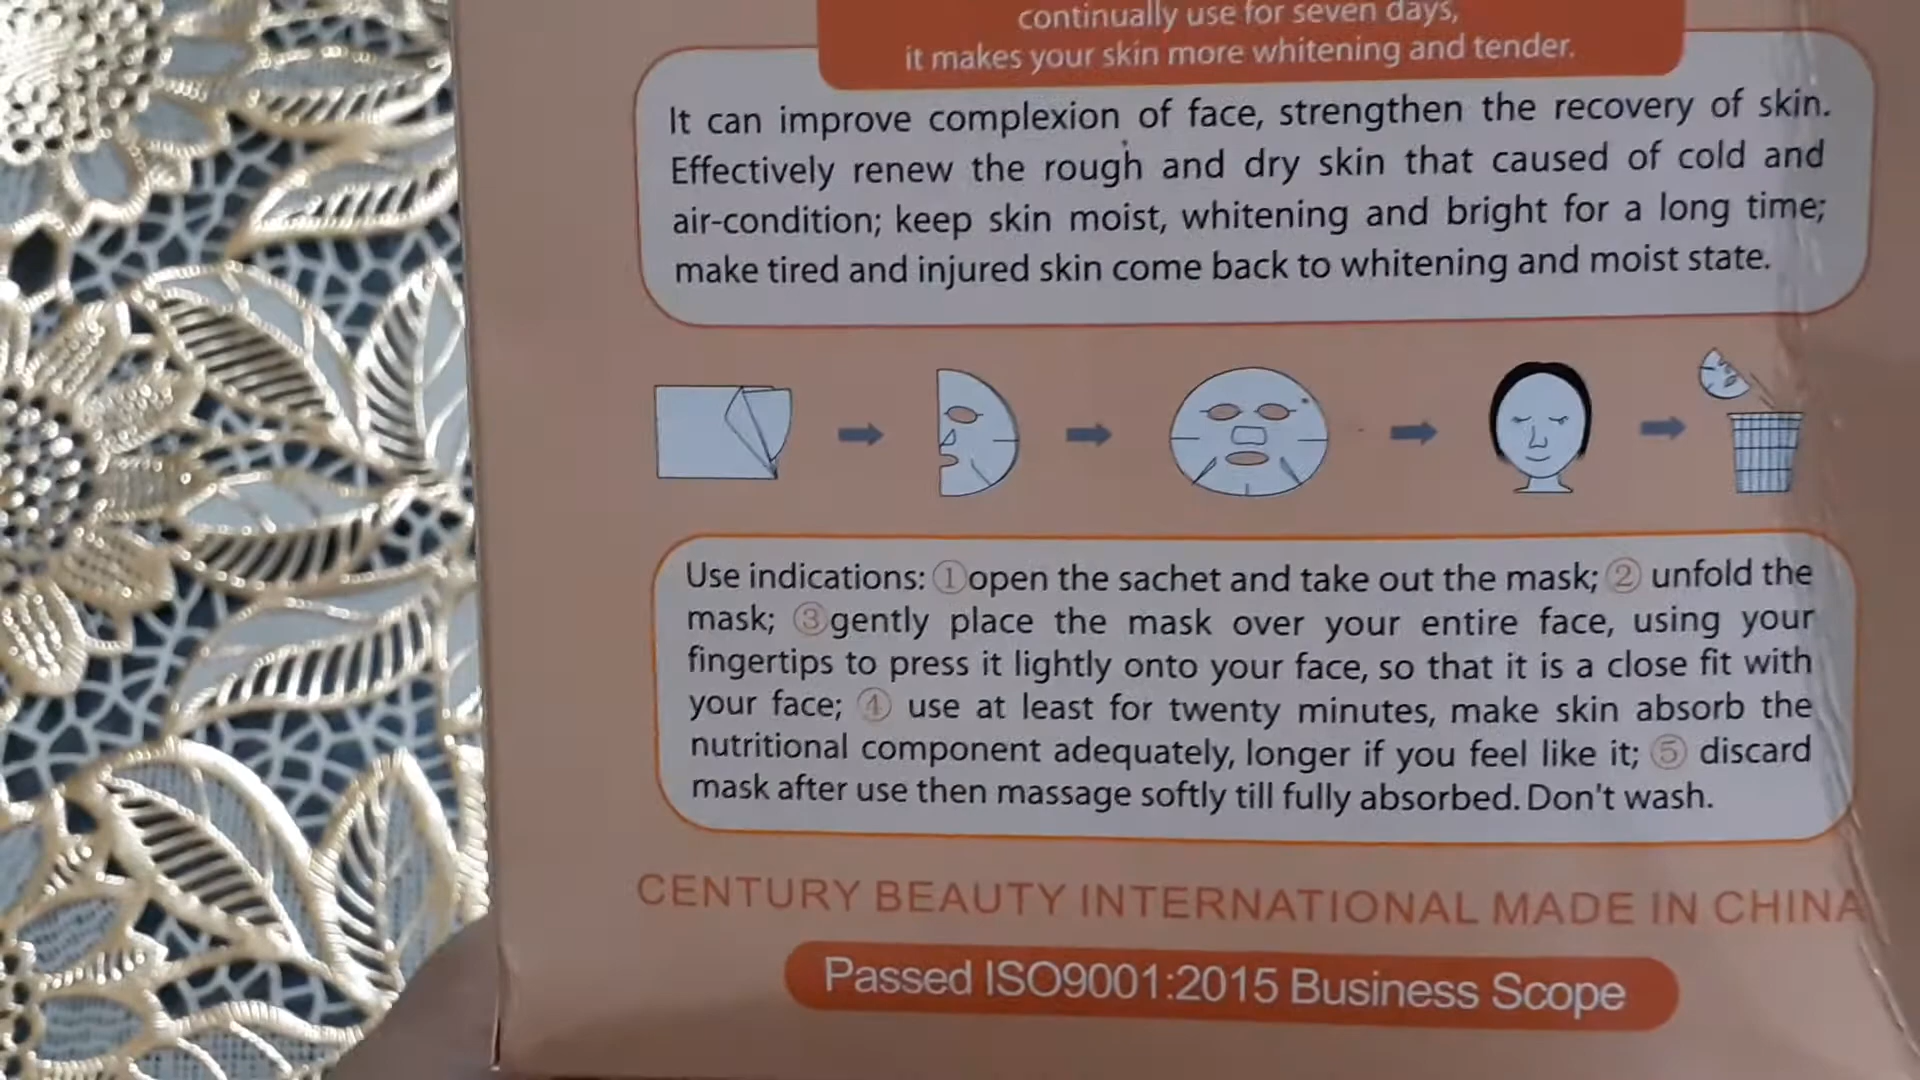 continually use for seven days,
it makes your skin more whitening and tender.
It can improve complexion of face, strengthen the recovery of skin.
Effectively renew the rough and dry skin that caused of cold and
air-condition; keep skin moist, whitening and bright for a long time;
make tired and injured skin come back to whitening and moist state.
Use indications: ①open the sachet and take out the mask; ② unfold the
mask; ③gently place the mask over your entire face, using your
fingertips to press it lightly onto your face, so that it is a close fit with
your face; ④ use at least for twenty minutes, make skin absorb the
nutritional component adequately, longer if you feel like it; ⑤ discard
mask after use then massage softly till fully absorbed. Don't wash.
CENTURY BEAUTY INTERNATIONAL MADE IN CHINA
Passed ISO9001:2015 Business Scope